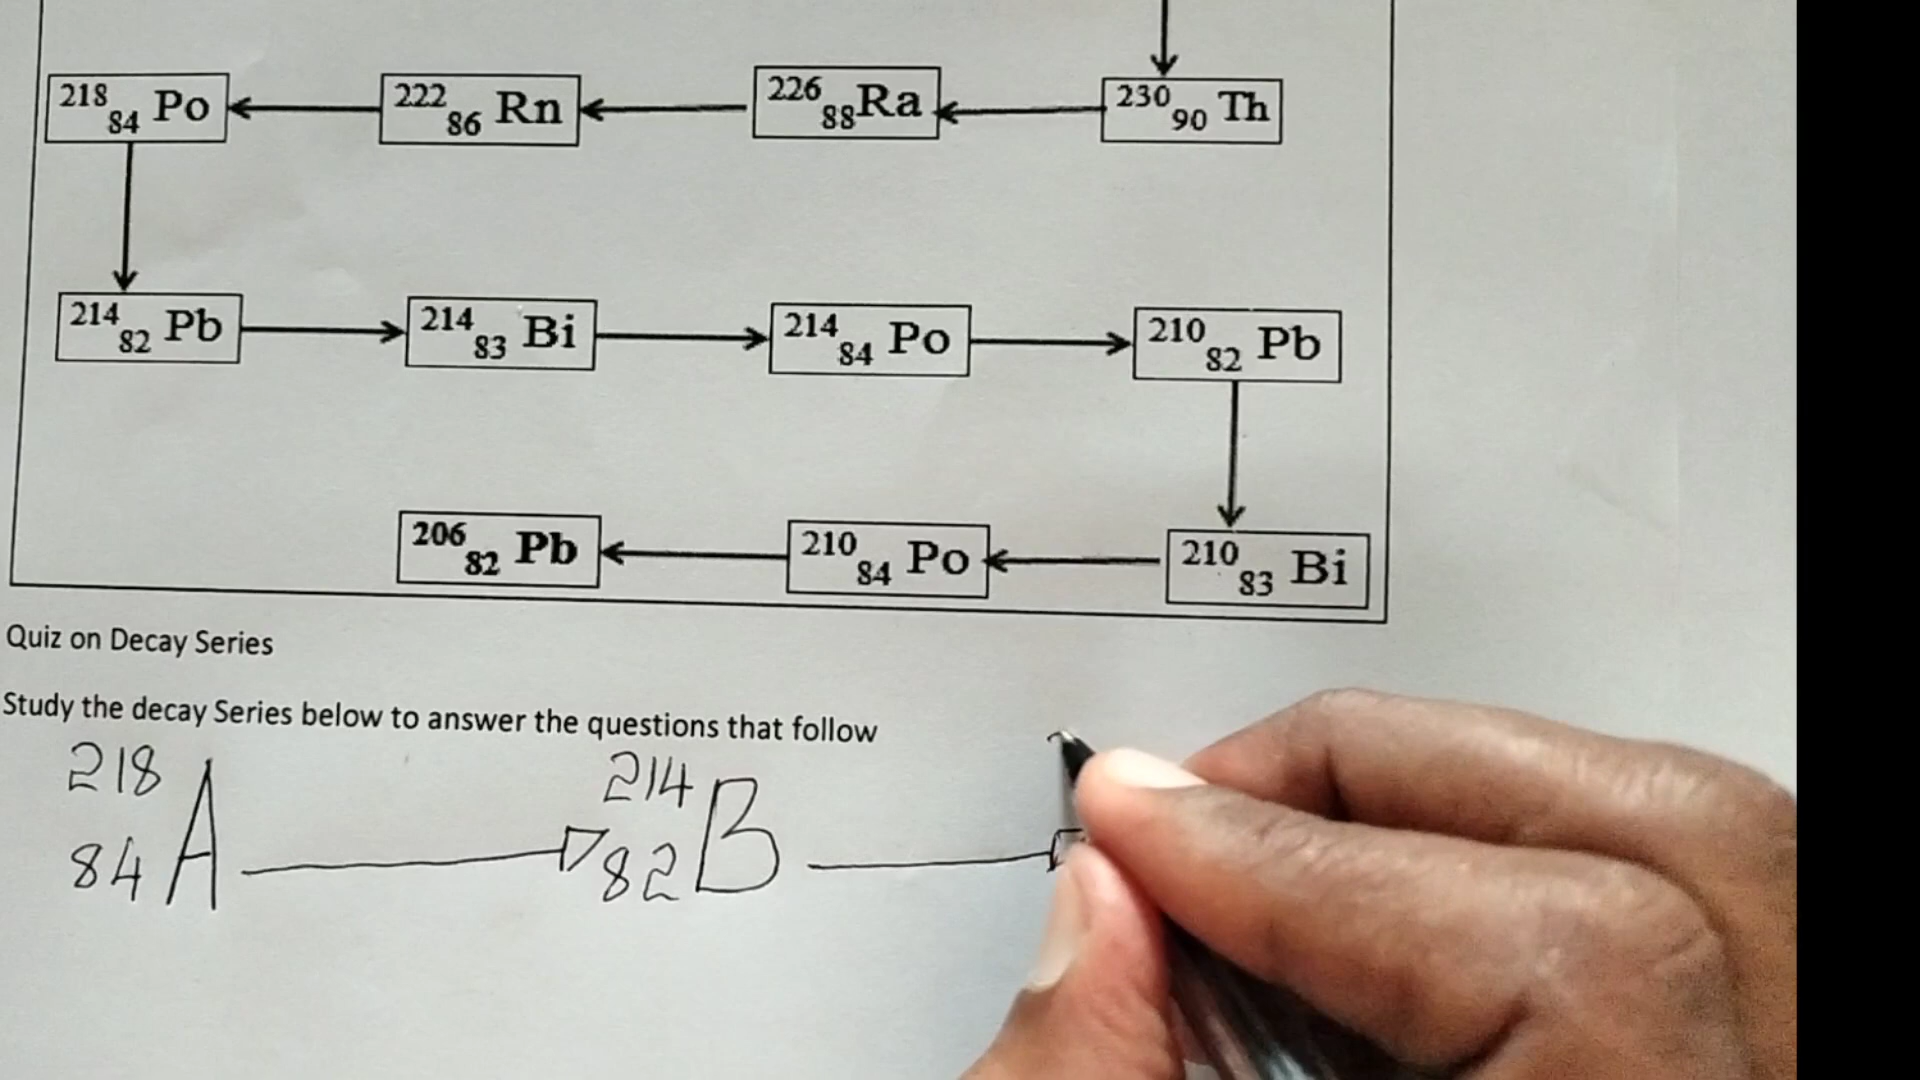 218 84 Po 222 86 Rn 226 88 Ra 230 90 Th
214 82 Pb 214 83 Bi 214 84 Po 210 82 Pb
206 82 Pb 210 84 Po 210 83 Bi
Quiz on Decay Series
Study the decay Series below to answer the questions that follow
218 84 A 214 82 B